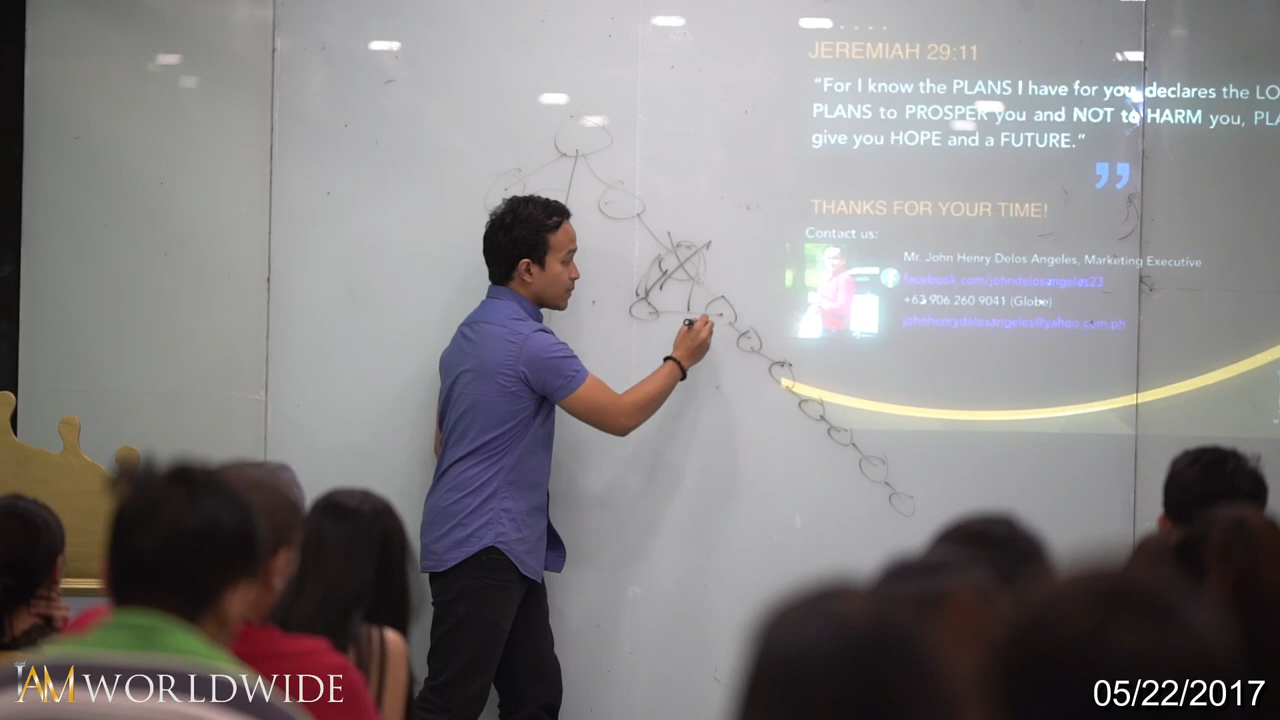 JEREMIAH 29:11
“For I know the PLANS I have for you, declares the LO
PLANS to PROSPER you and NOT to HARM you, PLA
give you HOPE and a FUTURE.”
”
THANKS FOR YOUR TIME!
Contact us:
Mr. John Henry Delos Angeles, Marketing Executive
facebook.com/johndelosangeles23
+63 906 260 9041 (Globe)
johnhenrydelosangeles@yahoo.com.ph
IAM WORLDWIDE
05/22/2017